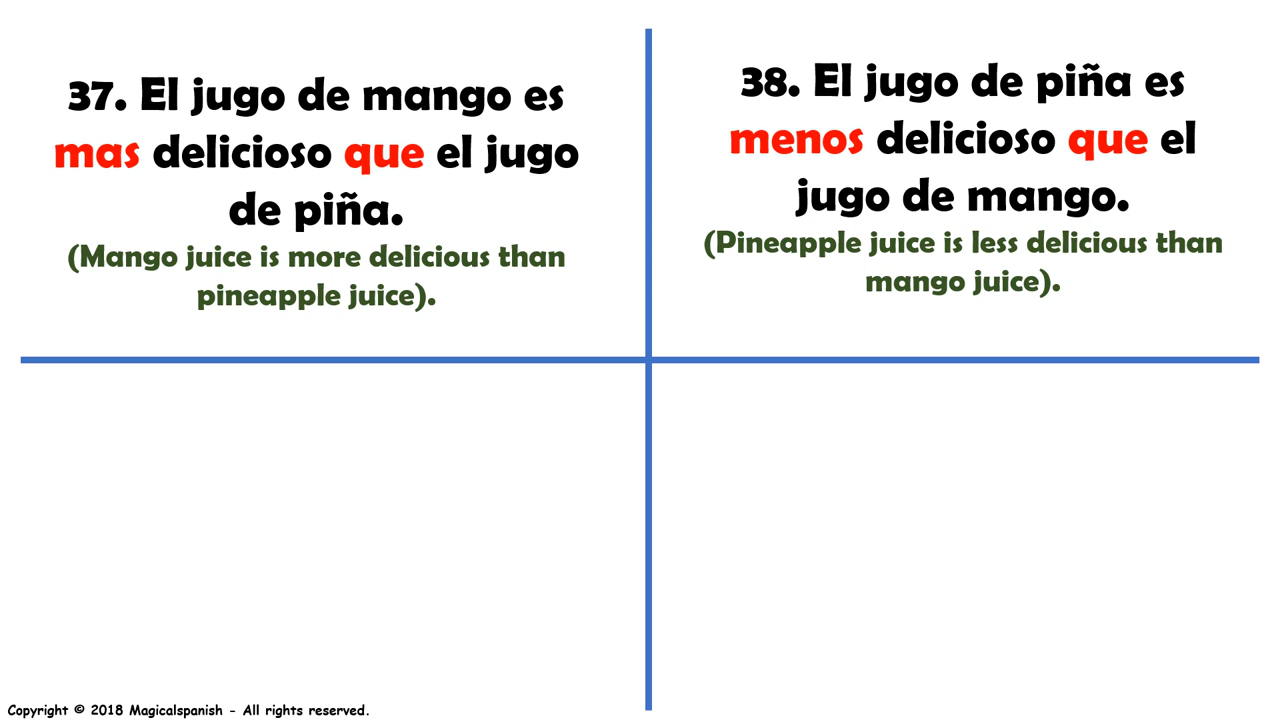 37. El jugo de mango es
mas delicioso que el jugo
de piña.
(Mango juice is more delicious than
pineapple juice).
38. El jugo de piña es
menos delicioso que el
jugo de mango.
(Pineapple juice is less delicious than
mango juice).
Copyright © 2018 Magicalspanish - All rights reserved.